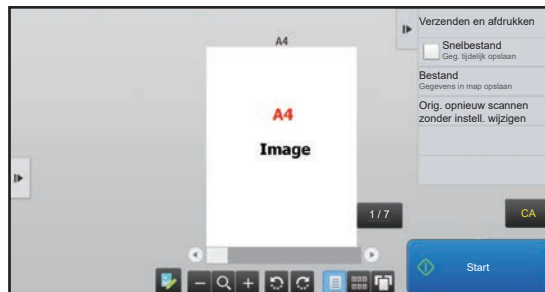 A4
A4
Image
1 / 7
Verzenden en afdrukken
Snelbestand
Geg. tijdelijk opslaan
Bestand
Gegevens in map opslaan
Orig. opnieuw scannen
zonder instell. wijzigen
CA
Start